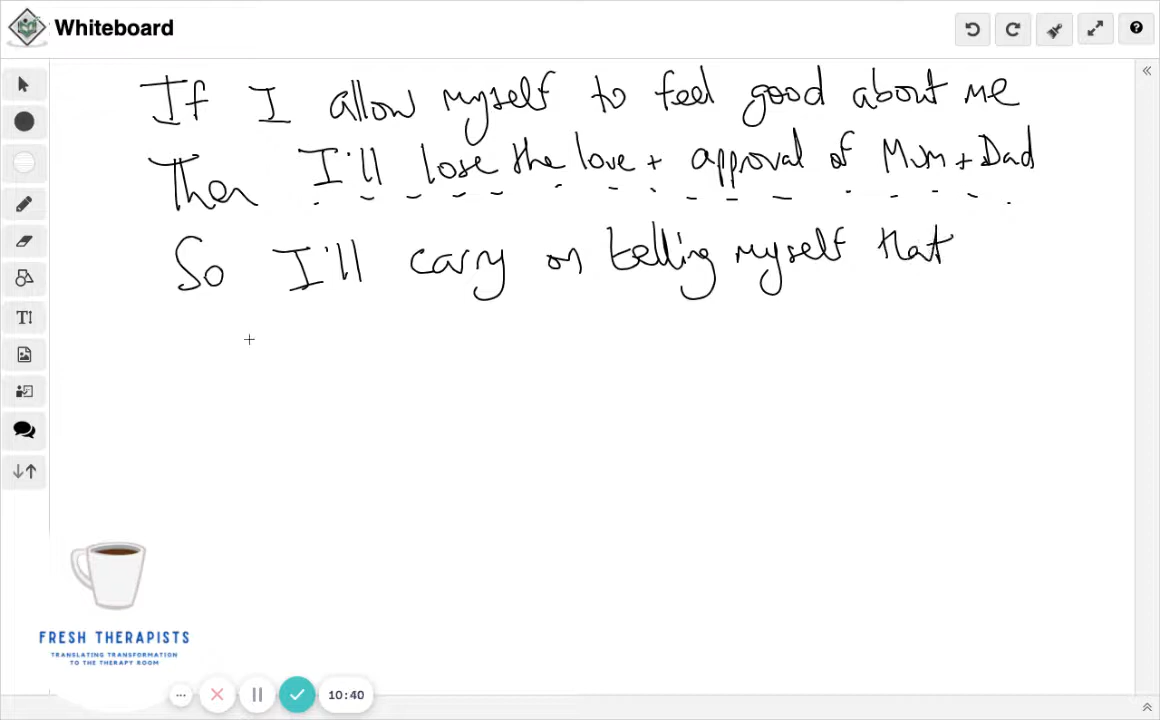 Whiteboard
If I allow myself to feel good about me
Then I'll lose the love + approval of Mum + Dad
So I'll carry on telling myself that
FRESH THERAPISTS
TRANSLATING TRANSFORMATION
TO THE THERAPY ROOM
10:40